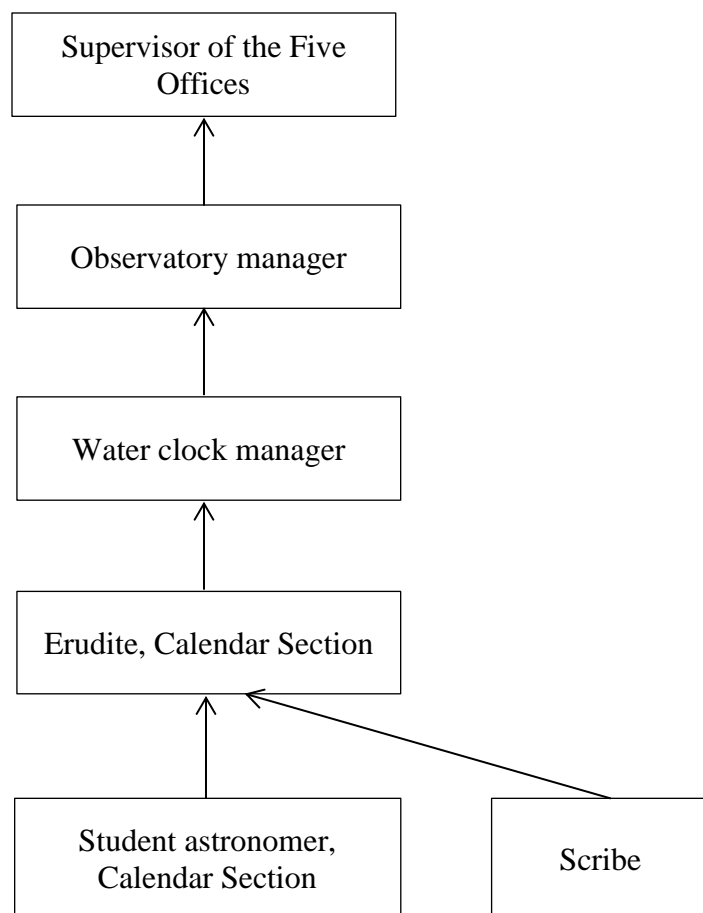 Supervisor of the Five
Offices
Observatory manager
Water clock manager
Erudite, Calendar Section
Student astronomer,
Calendar Section
Scribe